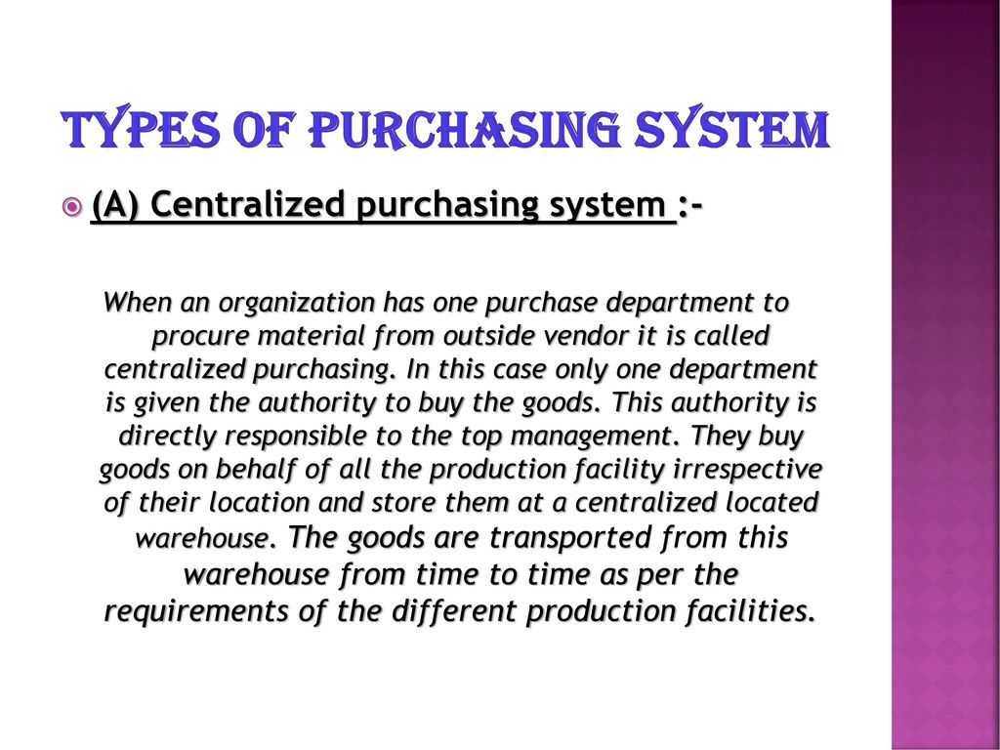 TYPES OF PURCHASING SYSTEM
(A) Centralized purchasing system :-
When an organization has one purchase department to
procure material from outside vendor it is called
centralized purchasing. In this case only one department
is given the authority to buy the goods. This authority is
directly responsible to the top management. They buy
goods on behalf of all the production facility irrespective
of their location and store them at a centralized located
warehouse. The goods are transported from this
warehouse from time to time as per the
requirements of the different production facilities.